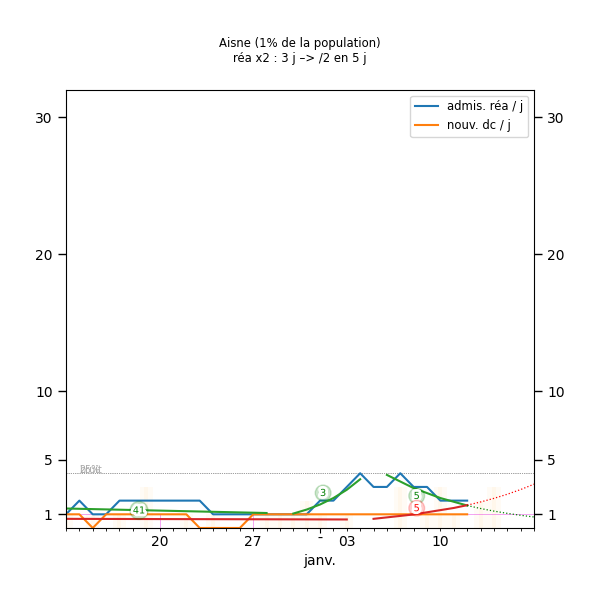 Aisne (1% de la population)
réa x2 : 3 j –> /2 en 5 j
admis. réa / j
nouv. dc / j
30 30
20 20
10 10
5 5
1 1
41 3 5
5
20 27 - 03 10
janv.